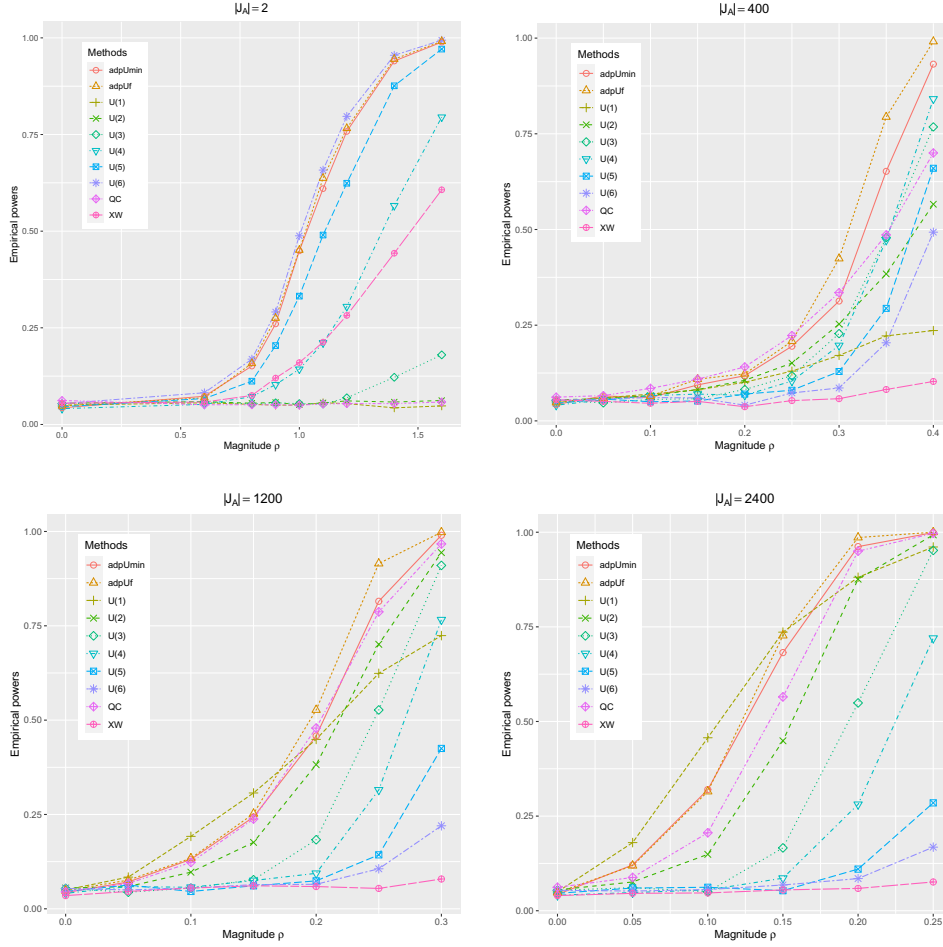 |J_A| = 2
Empirical powers
1.00
0.75
0.50
0.25
0.00
Methods
adpUmin
adpUf
U(1)
U(2)
U(3)
U(4)
U(5)
U(6)
QC
XW
0.0
0.5
1.0
1.5
Magnitude ρ
|J_A| = 400
Empirical powers
1.00
0.75
0.50
0.25
0.00
Methods
adpUmin
adpUf
U(1)
U(2)
U(3)
U(4)
U(5)
U(6)
QC
XW
0.0
0.1
0.2
0.3
0.4
Magnitude ρ
|J_A| = 1200
Empirical powers
1.00
0.75
0.50
0.25
0.00
Methods
adpUmin
adpUf
U(1)
U(2)
U(3)
U(4)
U(5)
U(6)
QC
XW
0.0
0.1
0.2
0.3
Magnitude ρ
|J_A| = 2400
Empirical powers
1.00
0.75
0.50
0.25
0.00
Methods
adpUmin
adpUf
U(1)
U(2)
U(3)
U(4)
U(5)
U(6)
QC
XW
0.00
0.05
0.10
0.15
0.20
0.25
Magnitude ρ